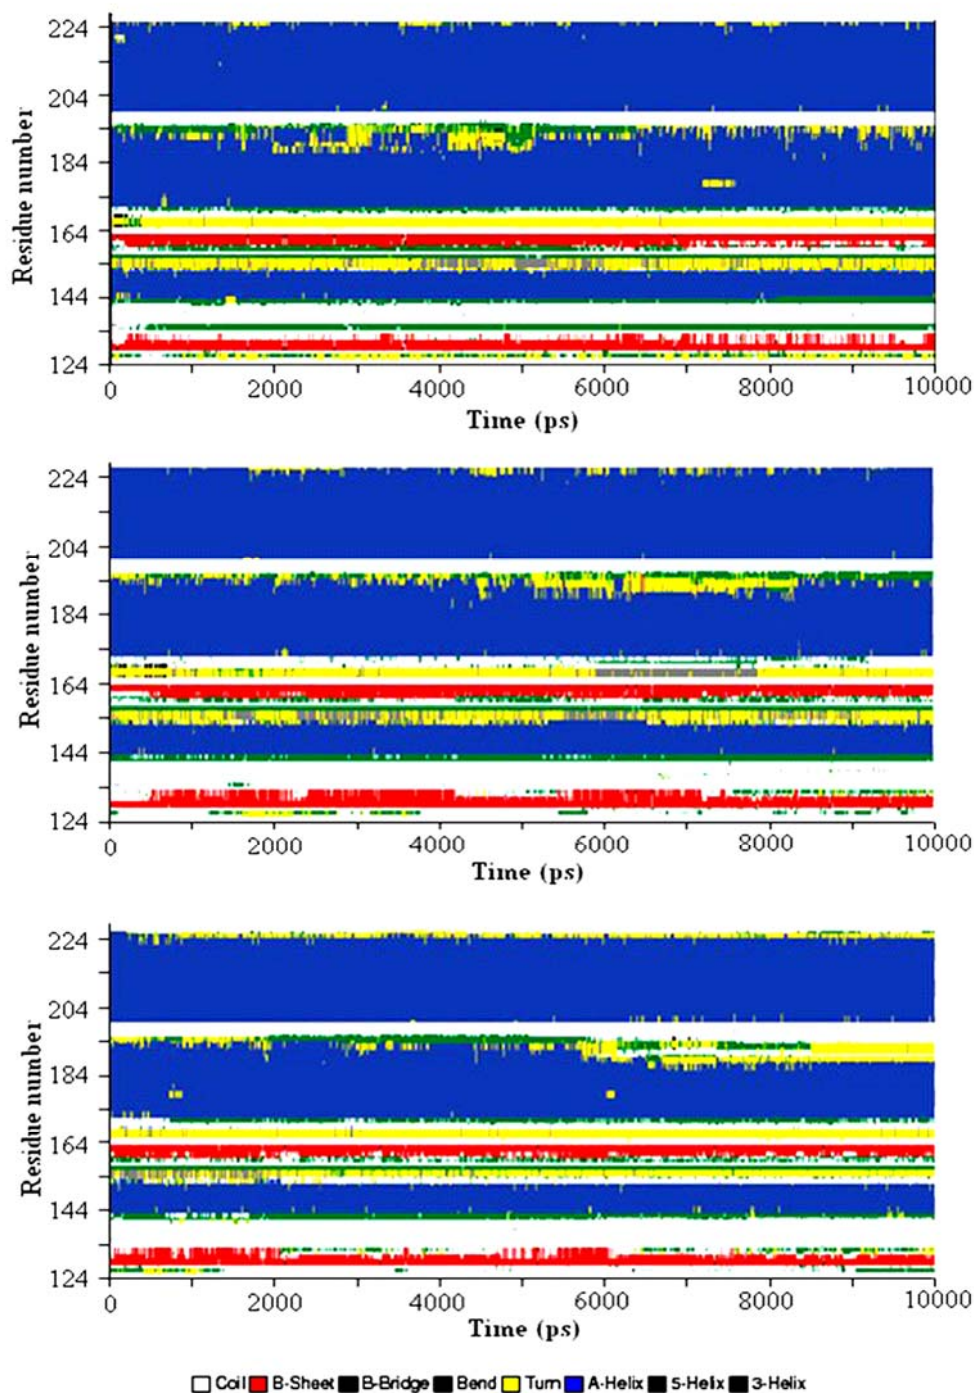 224
204
184
164
144
124
Residue number
0 2000 4000 6000 8000 10000
Time (ps)
224
204
184
164
144
124
Residue number
0 2000 4000 6000 8000 10000
Time (ps)
224
204
184
164
144
124
Residue number
0 2000 4000 6000 8000 10000
Time (ps)
Coil B-Sheet B-Bridge Bend Turn A-Helix 5-Helix 3-Helix